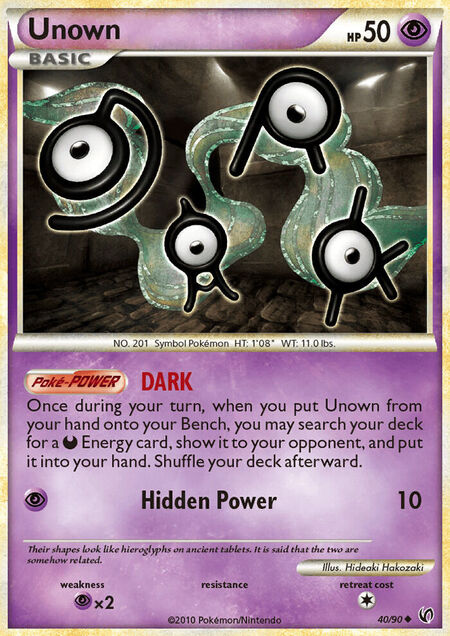 Unown HP 50
BASIC
DARK
NO. 201 Symbol Pokémon HT: 1'08" WT: 11.0 lbs.
Poké-POWER DARK
Once during your turn, when you put Unown from
your hand onto your Bench, you may search your deck
for a Energy card, show it to your opponent, and put
it into your hand. Shuffle your deck afterward.
Hidden Power 10
Their shapes look like hieroglyphs on ancient tablets. It is said that the two are
somehow related.
Illus. Hideaki Hakozaki
weakness resistance retreat cost
×2
©2010 Pokémon/Nintendo 40/90 ◆